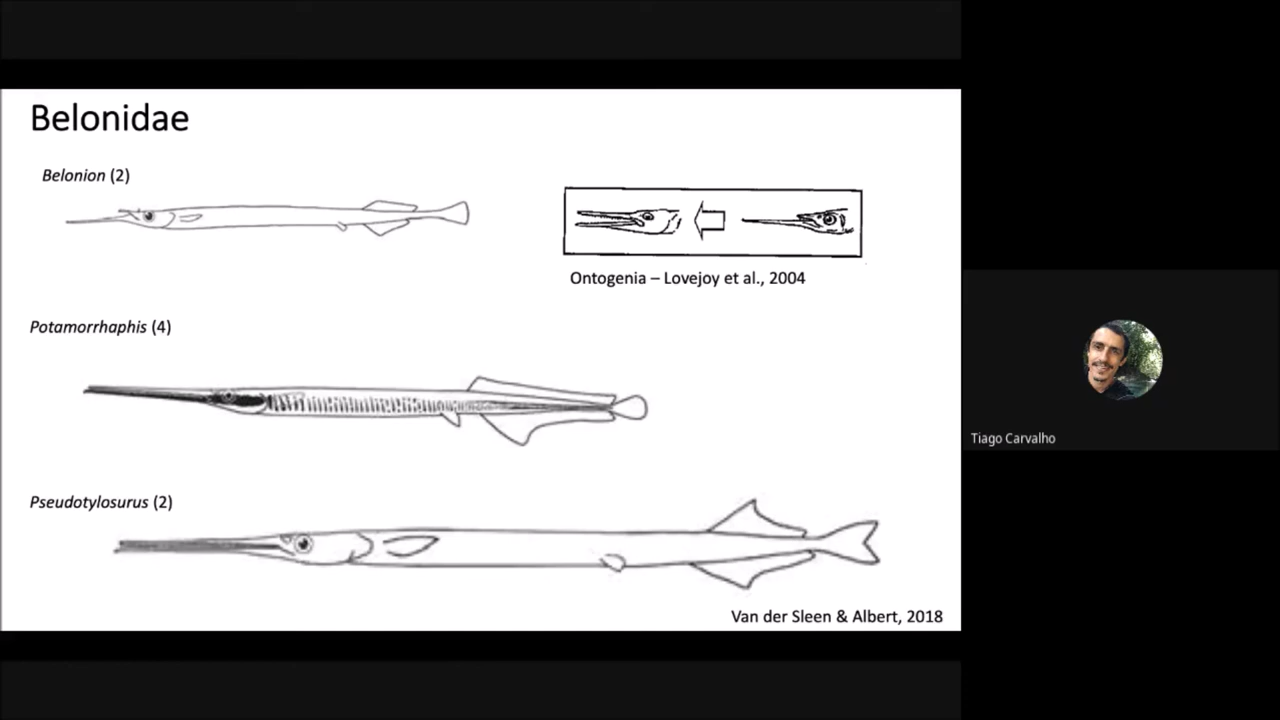 Belonidae
Belonion (2)
Ontogenia – Lovejoy et al., 2004
Potamorrhaphis (4)
Tiago Carvalho
Pseudotylosurus (2)
Van der Sleen & Albert, 2018